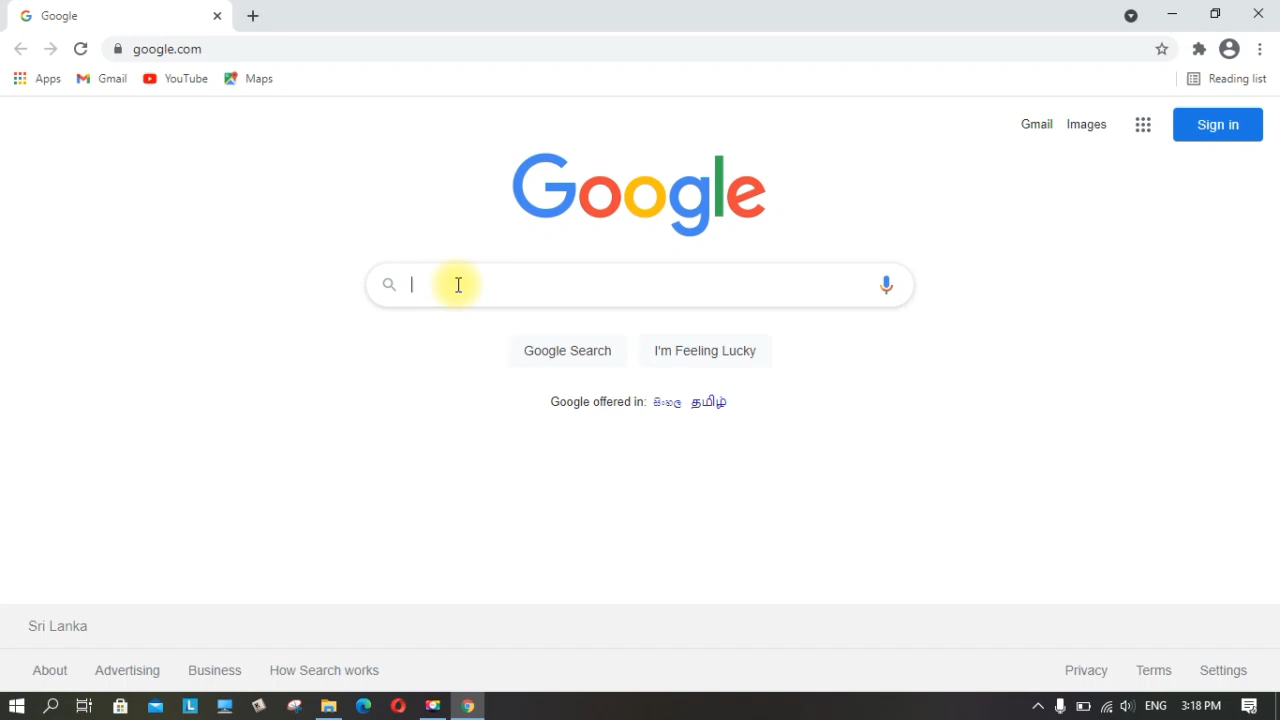 Google
google.com
Apps Gmail YouTube Maps Reading list
Gmail Images Sign in
Google
Google Search I'm Feeling Lucky
Google offered in: සිංහල தமிழ்
Sri Lanka
About Advertising Business How Search works Privacy Terms Settings
ENG 3:18 PM